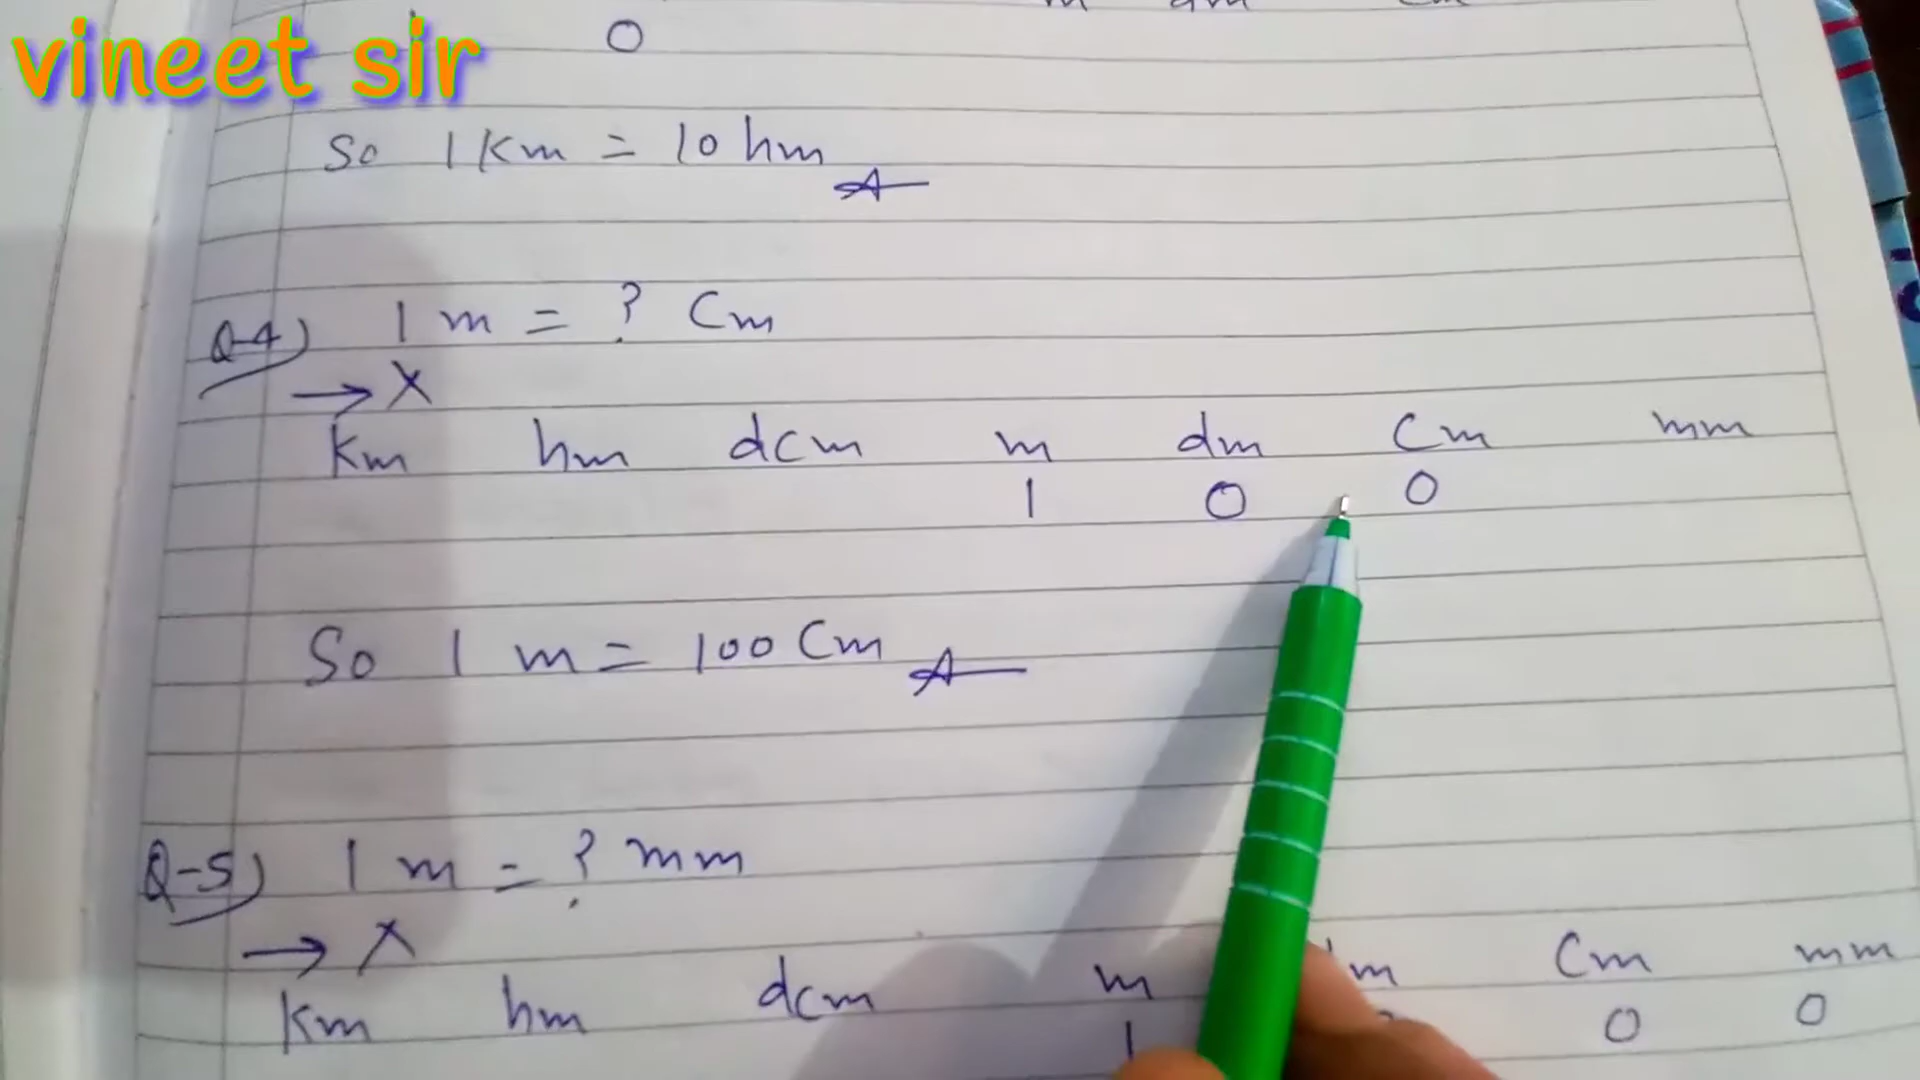 vineet sir
0
So 1 Km = 10 hm A
Q-4) 1 m = ? Cm
→ X
Km hm dcm m dm Cm mm
1 0 0
So 1 m = 100 Cm A
Q-5) 1 m = ? mm
→ X
Km hm dcm m Cm mm
1 0 0